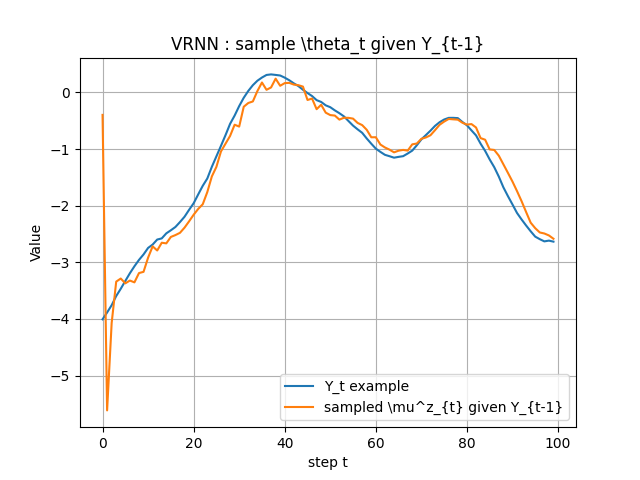 VRNN : sample \theta_t given Y_{t-1}
Value
0
−1
−2
−3
−4
−5
0 20 40 60 80 100
step t
Y_t example
sampled \mu^z_{t} given Y_{t-1}